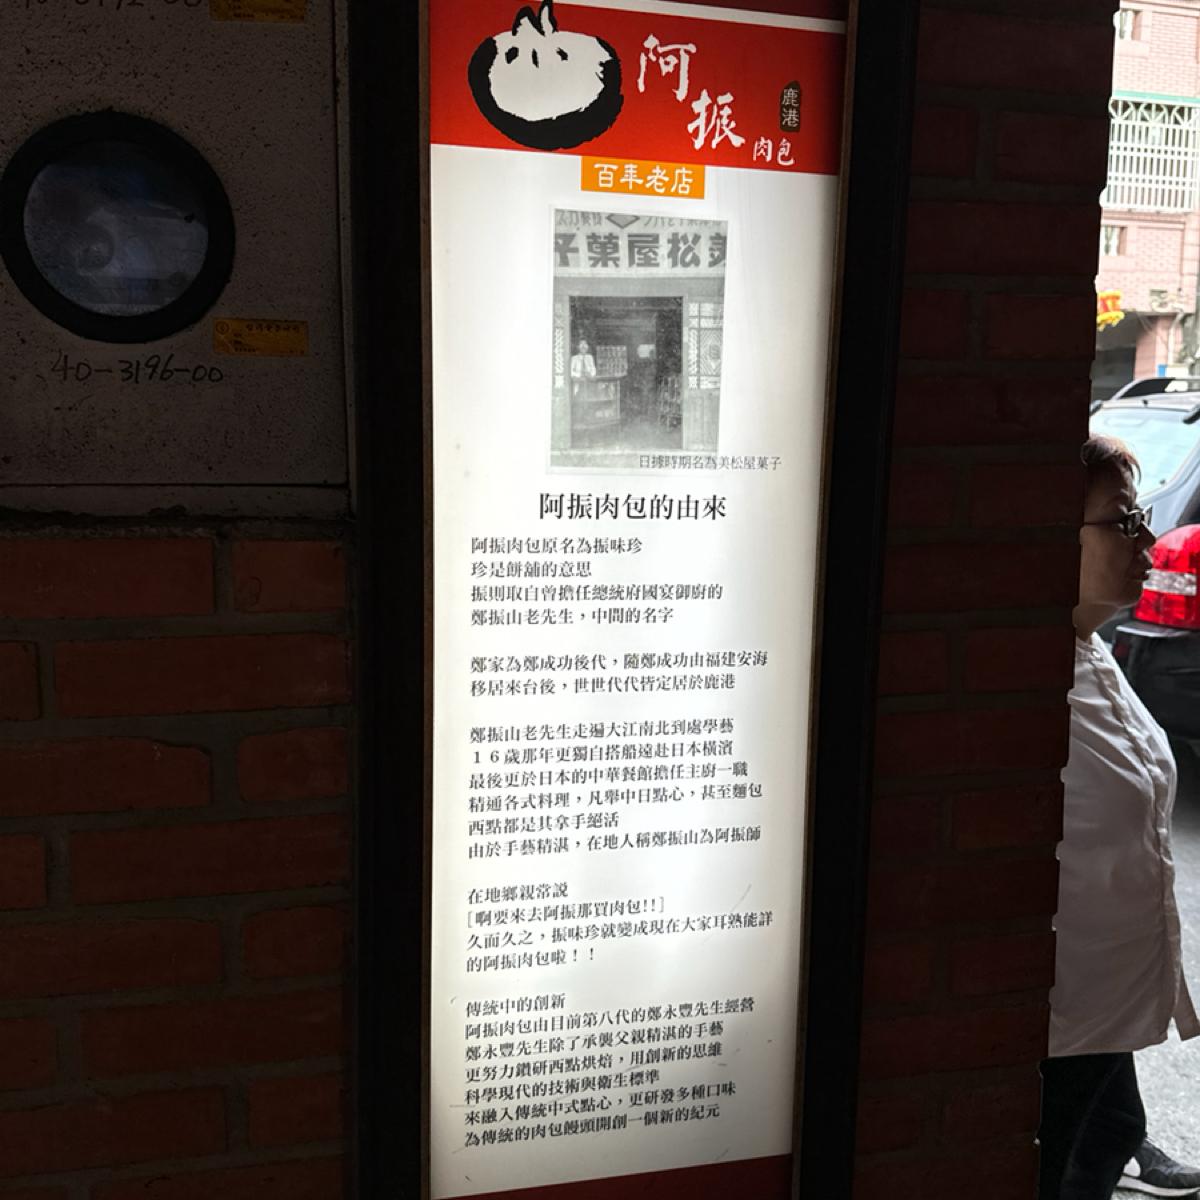 阿振
肉包
鹿港
百年老店
子菓屋松美
日據時期名為美松屋菓子
阿振肉包的由來
阿振肉包原名為振味珍
珍是餅舖的意思
振則取自曾擔任總統府國宴御廚的
鄭振山老先生，中間的名字
鄭家為鄭成功後代，隨鄭成功由福建安海
移居來台後，世世代代皆定居於鹿港
鄭振山老先生走遍大江南北到處學藝
１６歲那年更獨自搭船遠赴日本橫濱
最後更於日本的中華餐館擔任主廚一職
精通各式料理，凡舉中日點心，甚至麵包
西點都是其拿手絕活
由於手藝精湛，在地人稱鄭振山為阿振師
在地鄉親常說
[啊要來去阿振那買肉包!!]
久而久之，振味珍就變成現在大家耳熟能詳
的阿振肉包啦！！
傳統中的創新
阿振肉包由目前第八代的鄭永豐先生經營
鄭永豐先生除了承襲父親精湛的手藝
更努力鑽研西點烘焙，用創新的思維
科學現代的技術與衛生標準
來融入傳統中式點心，更研發多種口味
為傳統的肉包饅頭開創一個新的紀元
40-3196-00